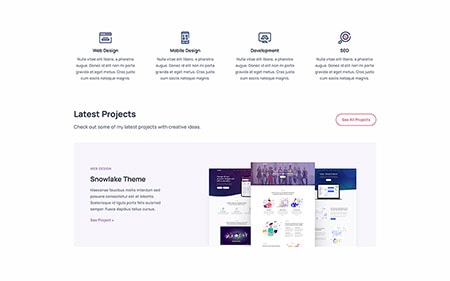 Web Design
Nulla vitae elit libero, a pharetra
augue. Donec id elit non mi porta
gravida at eget metus. Cras justo
cum sociis natoque magnis.
Mobile Design
Nulla vitae elit libero, a pharetra
augue. Donec id elit non mi porta
gravida at eget metus. Cras justo
cum sociis natoque magnis.
Development
Nulla vitae elit libero, a pharetra
augue. Donec id elit non mi porta
gravida at eget metus. Cras justo
cum sociis natoque magnis.
SEO
Nulla vitae elit libero, a pharetra
augue. Donec id elit non mi porta
gravida at eget metus. Cras justo
cum sociis natoque magnis.
Latest Projects
Check out some of my latest projects with creative ideas.
See All Projects
WEB DESIGN
Snowlake Theme
Maecenas faucibus mollis interdum sed
posuere consectetur est at lobortis.
Scelerisque id ligula porta felis euismod
semper. Fusce dapibus tellus cursus.
See Project »